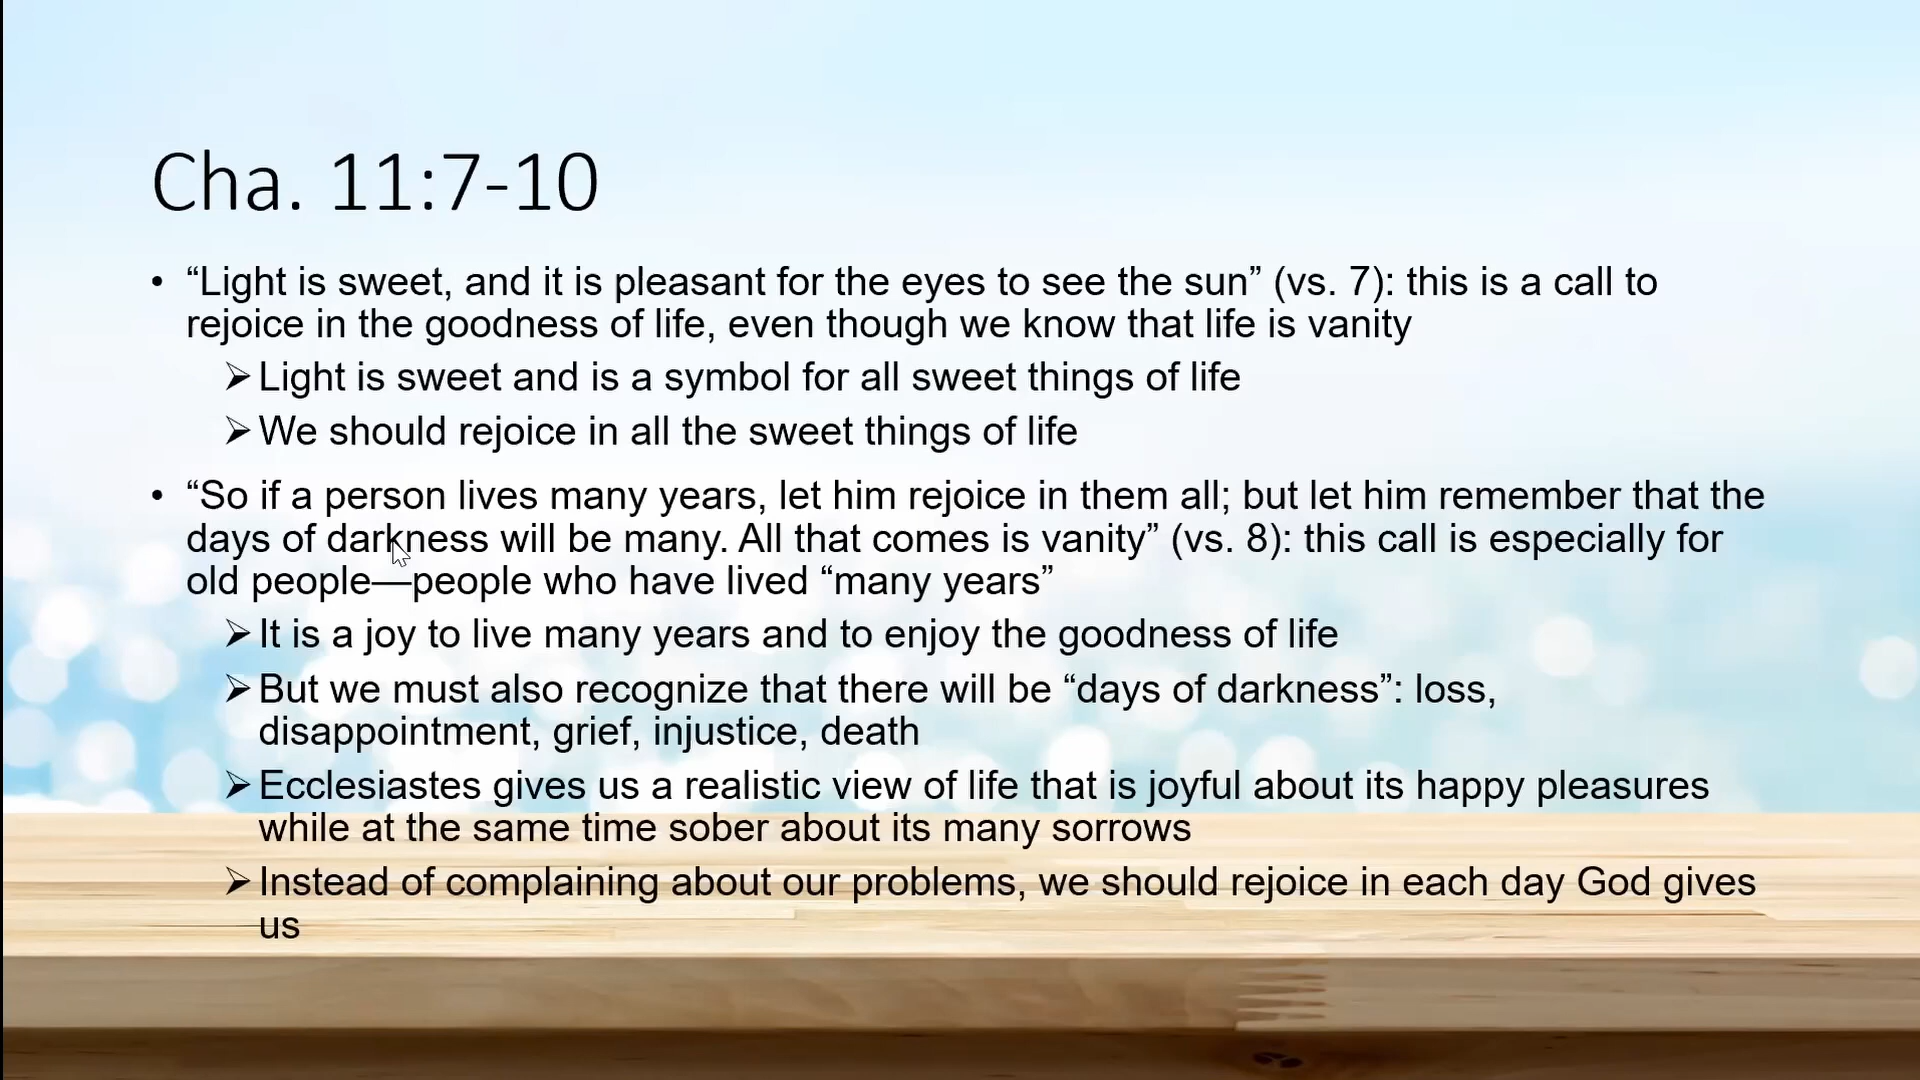 Cha. 11:7-10
• “Light is sweet, and it is pleasant for the eyes to see the sun” (vs. 7): this is a call to
rejoice in the goodness of life, even though we know that life is vanity
➢ Light is sweet and is a symbol for all sweet things of life
➢ We should rejoice in all the sweet things of life
• “So if a person lives many years, let him rejoice in them all; but let him remember that the
days of darkness will be many. All that comes is vanity” (vs. 8): this call is especially for
old people—people who have lived “many years”
➢ It is a joy to live many years and to enjoy the goodness of life
➢ But we must also recognize that there will be “days of darkness”: loss,
disappointment, grief, injustice, death
➢ Ecclesiastes gives us a realistic view of life that is joyful about its happy pleasures
while at the same time sober about its many sorrows
➢ Instead of complaining about our problems, we should rejoice in each day God gives
us